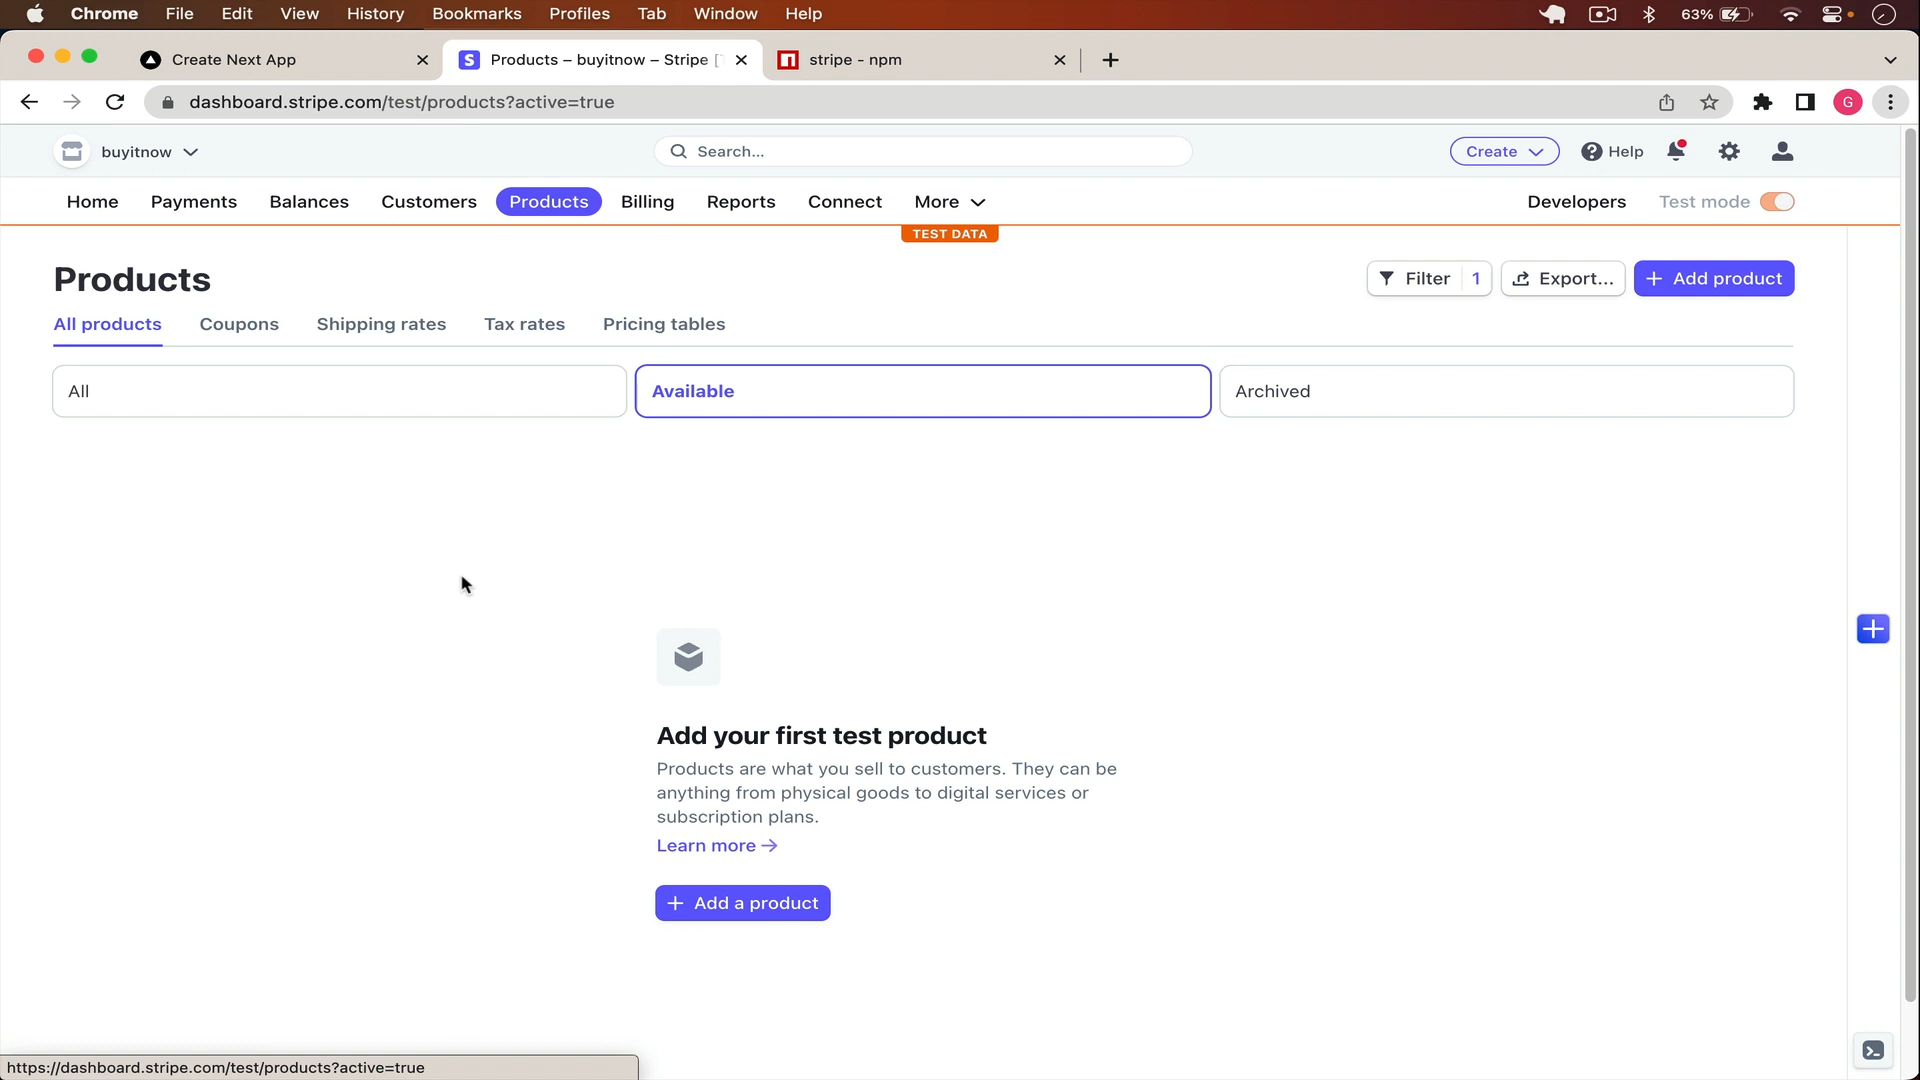 Chrome File Edit View History Bookmarks Profiles Tab Window Help 63%
Create Next App
S Products – buyitnow – Stripe [
stripe - npm
dashboard.stripe.com/test/products?active=true
G
buyitnow
Search...
Create
Help
Home Payments Balances Customers Products Billing Reports Connect More
Developers Test mode
TEST DATA
Products
Filter 1
Export...
Add product
All products Coupons Shipping rates Tax rates Pricing tables
All
Available
Archived
Add your first test product
Products are what you sell to customers. They can be
anything from physical goods to digital services or
subscription plans.
Learn more →
+ Add a product
https://dashboard.stripe.com/test/products?active=true